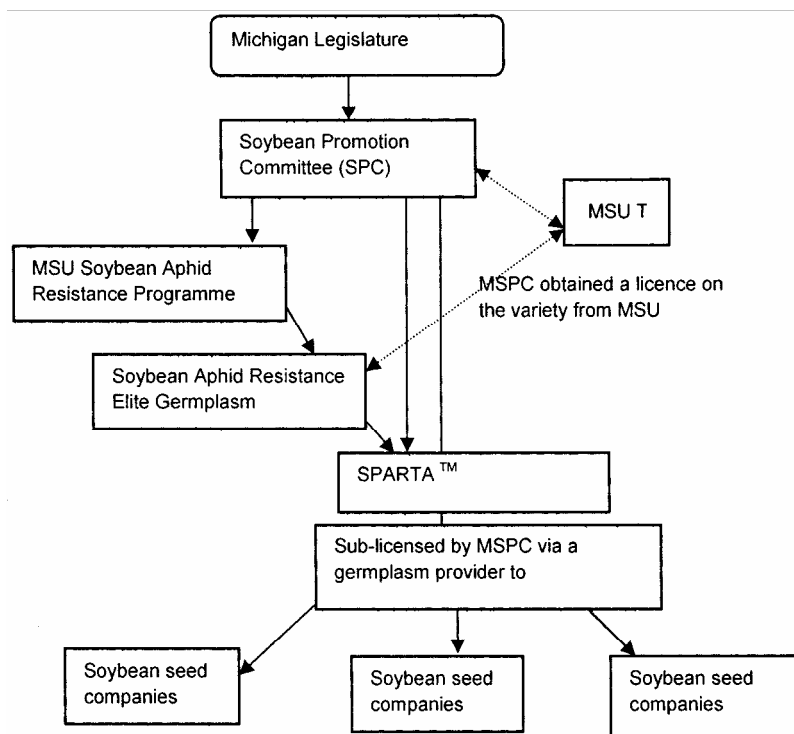 Michigan Legislature
Soybean Promotion
Committee (SPC)
MSU T
MSU Soybean Aphid
Resistance Programme
MSPC obtained a licence on
the variety from MSU
Soybean Aphid Resistance
Elite Germplasm
SPARTA TM
Sub-licensed by MSPC via a
germplasm provider to
Soybean seed
companies
Soybean seed
companies
Soybean seed
companies